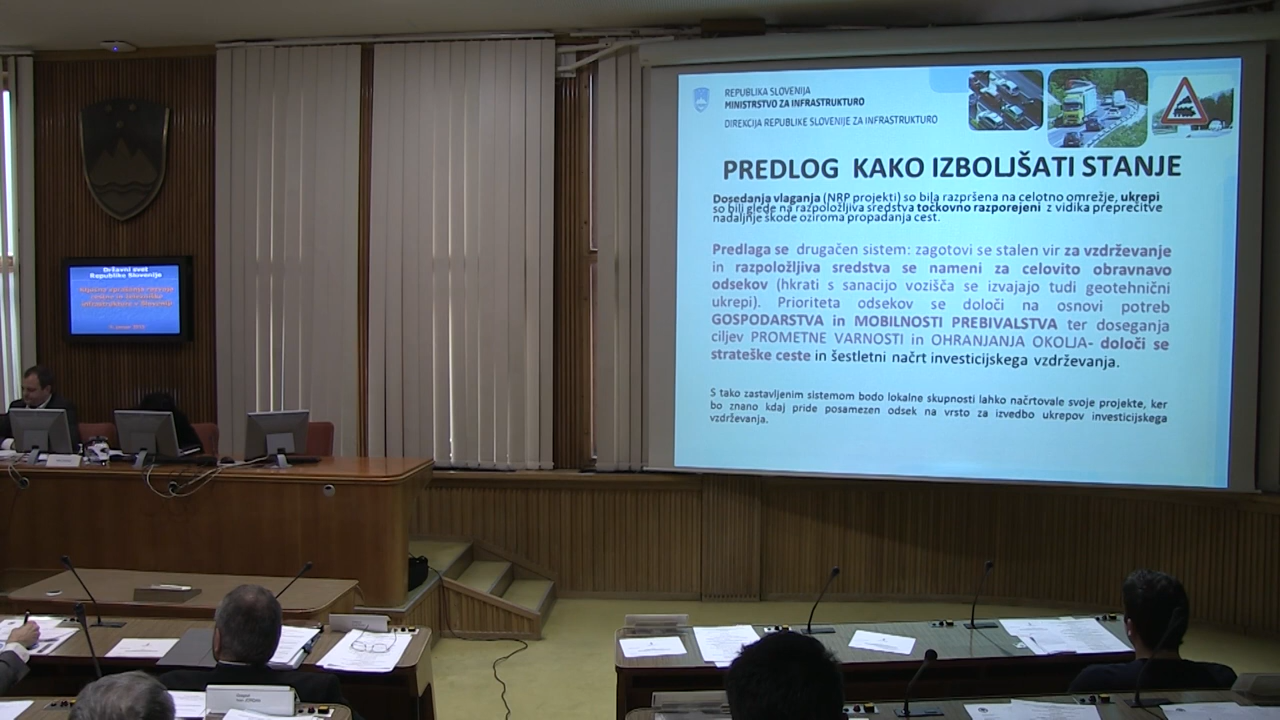 REPUBLIKA SLOVENIJA
MINISTRSTVO ZA INFRASTRUKTURO
DIREKCIJA REPUBLIKE SLOVENIJE ZA INFRASTRUKTURO
PREDLOG KAKO IZBOLJŠATI STANJE
Dosedanja vlaganja (NRP projekti) so bila razpršena na celotno omrežje, ukrepi
so bili glede na razpoložljiva sredstva točkovno razporejeni z vidika preprečitve
nadaljnje škode oziroma propadanja cest.
Predlaga se drugačen sistem: zagotovi se stalen vir za vzdrževanje
in razpoložljiva sredstva se nameni za celovito obravnavo
odsekov (hkrati s sanacijo vozišča se izvajajo tudi geotehnični
ukrepi). Prioriteta odsekov se določi na osnovi potreb
GOSPODARSTVA in MOBILNOSTI PREBIVALSTVA ter doseganja
ciljev PROMETNE VARNOSTI in OHRANJANJA OKOLJA- določi se
strateške ceste in šestletni načrt investicijskega vzdrževanja.
S tako zastavljenim sistemom bodo lokalne skupnosti lahko načrtovale svoje projekte, ker
bo znano kdaj pride posamezen odsek na vrsto za izvedbo ukrepov investicijskega
vzdrževanja.
Državni svet
Republike Slovenije